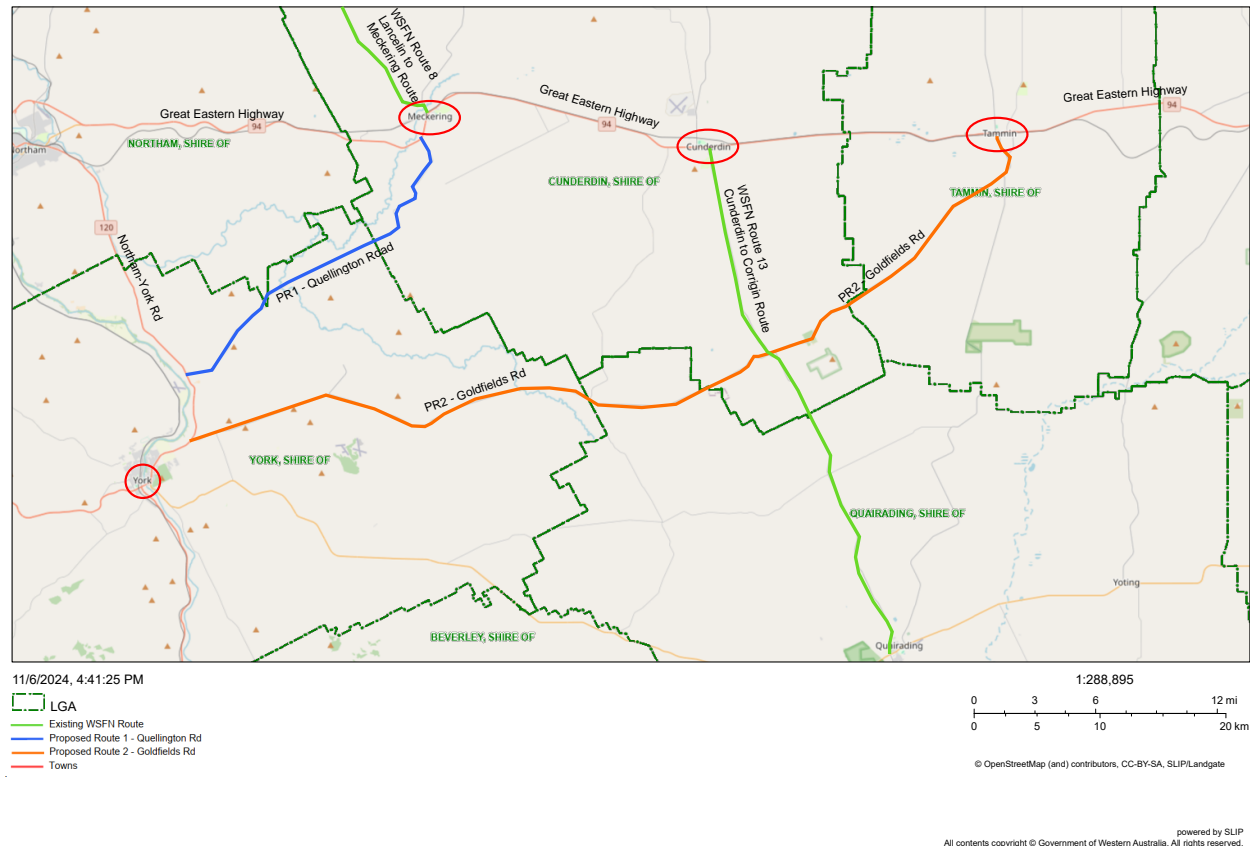 WSFN Route 8
Lancelin to
Meckering Route
Great Eastern Highway
94
Meckering
Great Eastern Highway
94
Great Eastern Highway
94
Northam
NORTHAM, SHIRE OF
Cunderdin
Tammin
CUNDERDIN, SHIRE OF
TAMMIN, SHIRE OF
120
Northam-York Rd
PR1 - Quellington Road
WSFN Route 13
Cunderdin to Corrigin Route
PR2 - Goldfields Rd
PR2 - Goldfields Rd
YORK, SHIRE OF
York
QUAIRADING, SHIRE OF
Yoting
BEVERLEY, SHIRE OF
Quairading
11/6/2024, 4:41:25 PM
LGA
Existing WSFN Route
Proposed Route 1 - Quellington Rd
Proposed Route 2 - Goldfields Rd
Towns
1:288,895
0 3 6 12 mi
0 5 10 20 km
© OpenStreetMap (and) contributors, CC-BY-SA, SLIP/Landgate
powered by SLIP
All contents copyright © Government of Western Australia. All rights reserved.